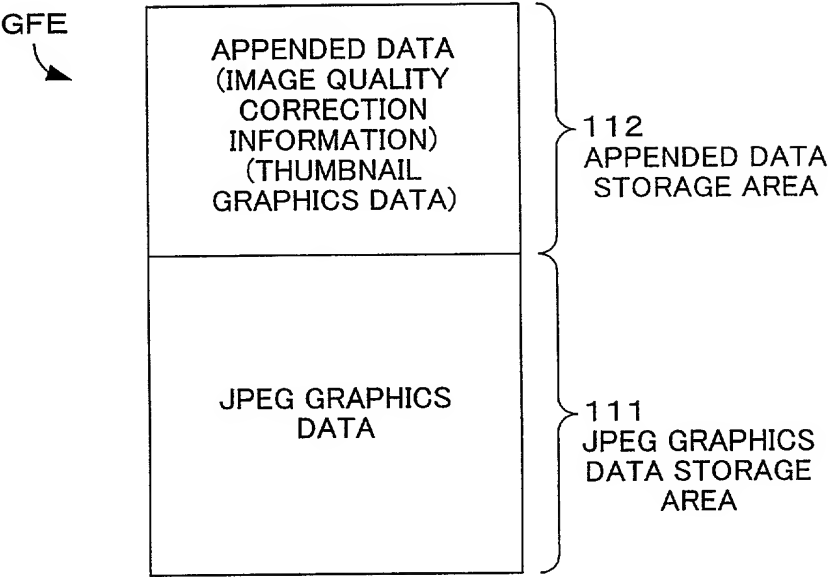 GFE
APPENDED DATA
(IMAGE QUALITY
CORRECTION
INFORMATION)
(THUMBNAIL
GRAPHICS DATA)
112
APPENDED DATA
STORAGE AREA
JPEG GRAPHICS
DATA
111
JPEG GRAPHICS
DATA STORAGE
AREA